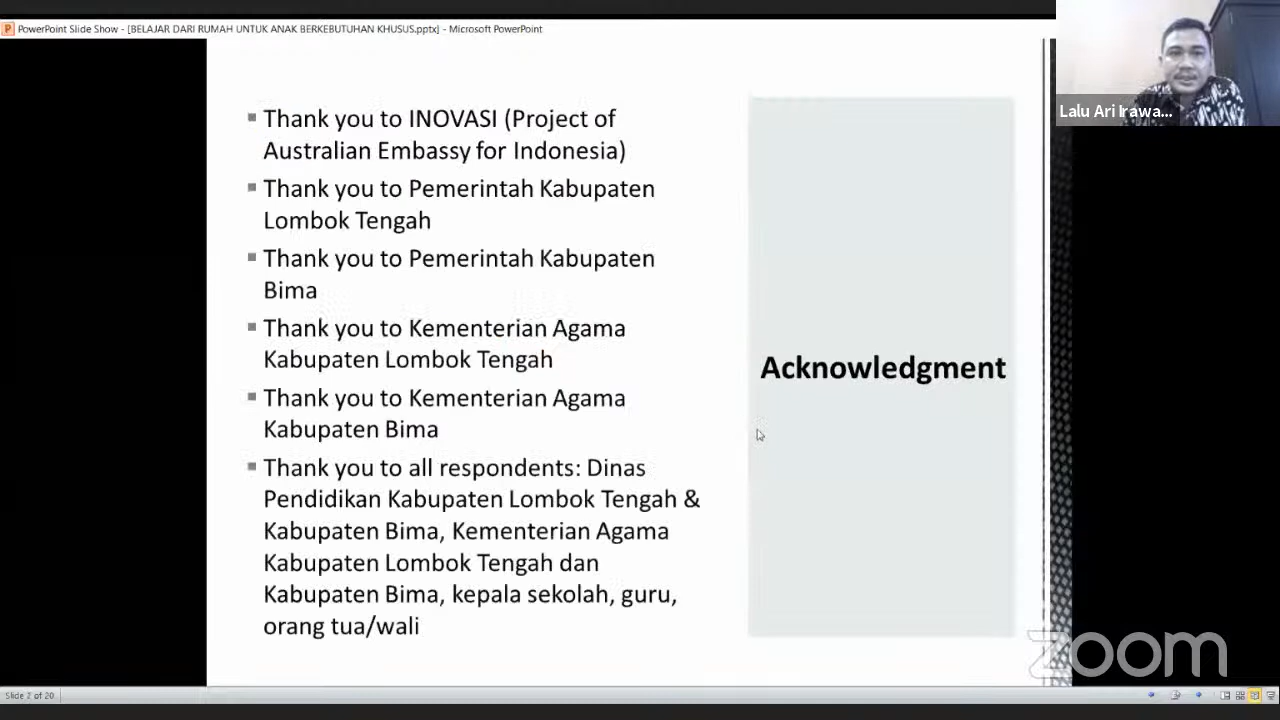 PowerPoint Slide Show - [BELAJAR DARI RUMAH UNTUK ANAK BERKEBUTUHAN KHUSUS.pptx] - Microsoft PowerPoint
Lalu Ari Irawa...
Thank you to INOVASI (Project of
Australian Embassy for Indonesia)
Thank you to Pemerintah Kabupaten
Lombok Tengah
Thank you to Pemerintah Kabupaten
Bima
Thank you to Kementerian Agama
Kabupaten Lombok Tengah
Thank you to Kementerian Agama
Kabupaten Bima
Thank you to all respondents: Dinas
Pendidikan Kabupaten Lombok Tengah &
Kabupaten Bima, Kementerian Agama
Kabupaten Lombok Tengah dan
Kabupaten Bima, kepala sekolah, guru,
orang tua/wali
Acknowledgment
zoom
Slide 2 of 20